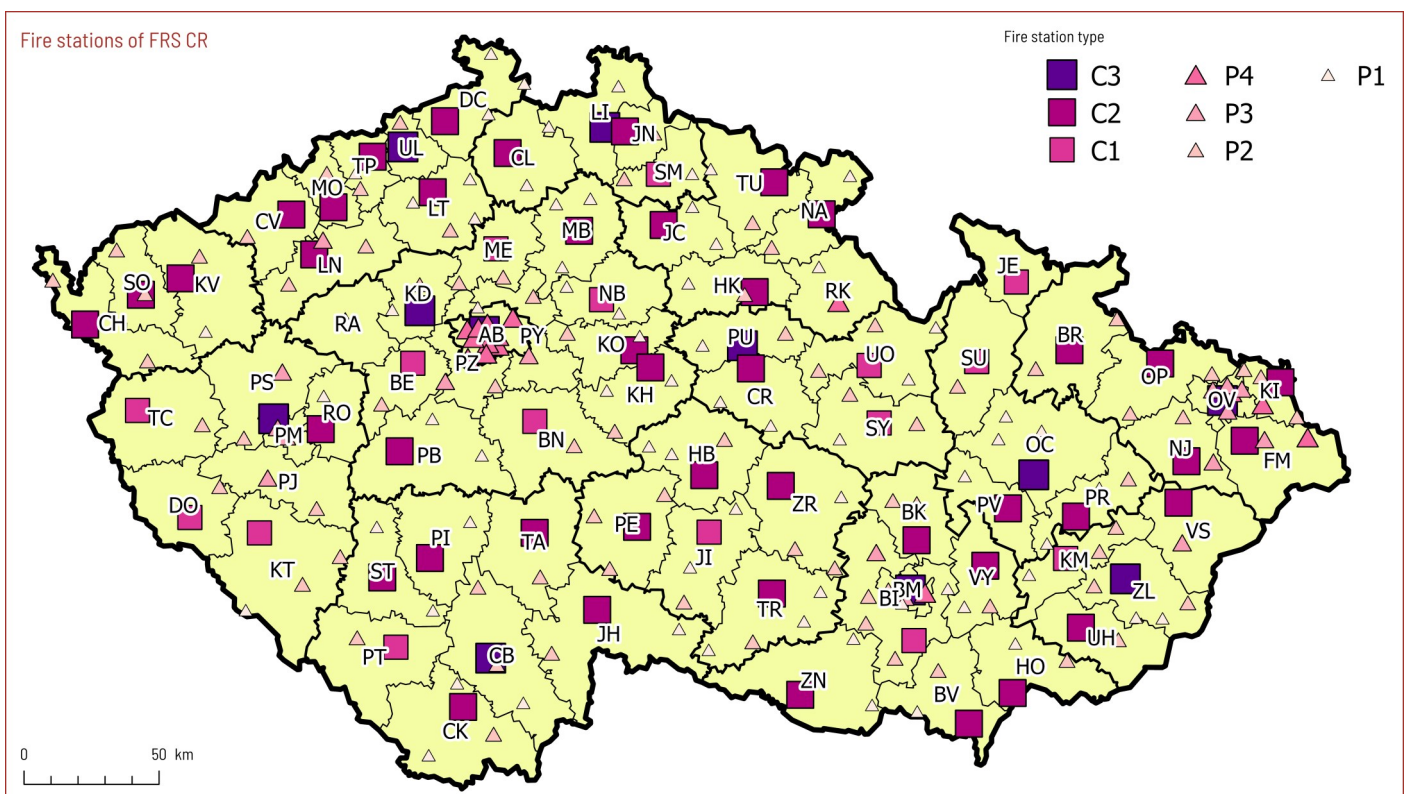 Fire stations of FRS CR
Fire station type
C3
P4
P1
C2
P3
C1
P2
DC
LI
JN
UL
TP
CL
SM
TU
MO
LT
CV
NA
MB
JC
ME
LN
JE
SO
KV
HK
RK
KD
NB
CH
RA
AB
PY
PU
BR
KO
PZ
UO
SU
OP
PS
BE
KH
CR
KI
OV
TC
RO
PM
BN
SY
OC
PB
HB
NJ
FM
PJ
ZR
PR
DO
PV
BK
VS
PE
PI
TA
JI
KT
ST
KM
VY
BM
BI
ZL
TR
JH
UH
PT
CB
HO
ZN
BV
CK
0
50 km